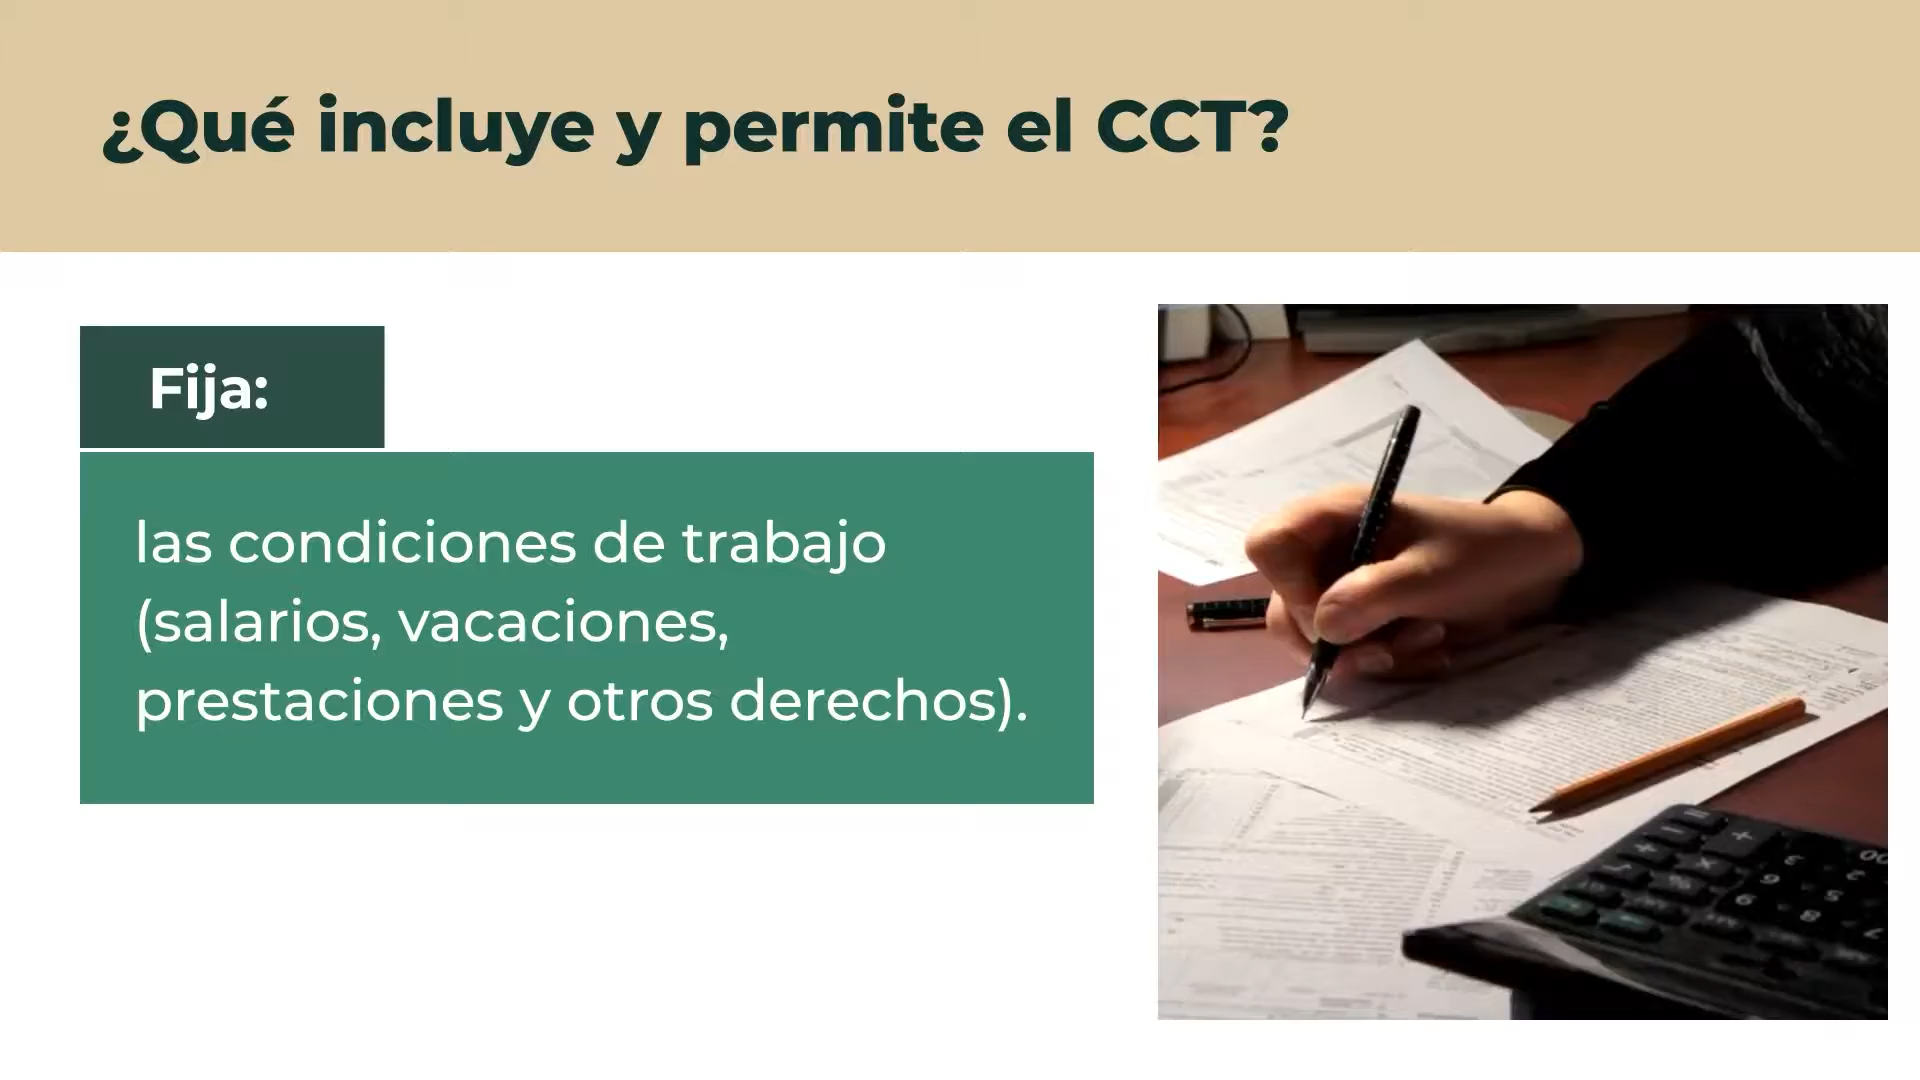 ¿Qué incluye y permite el CCT?
Fija:
las condiciones de trabajo
(salarios, vacaciones,
prestaciones y otros derechos).